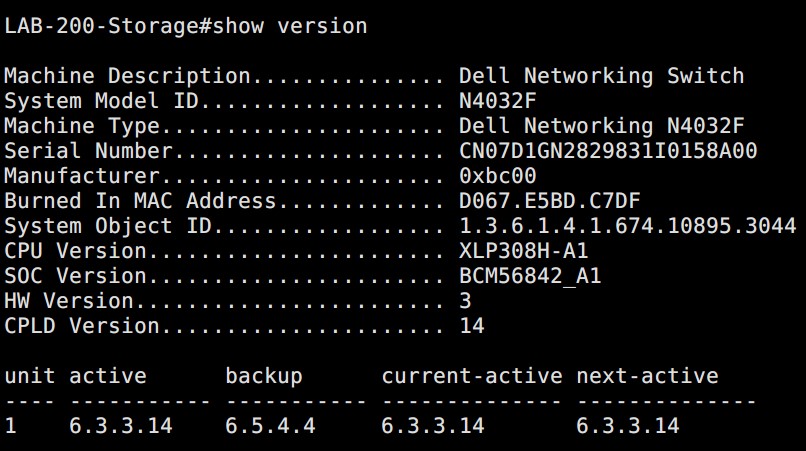 LAB-200-Storage#show version
Machine Description............... Dell Networking Switch
System Model ID................... N4032F
Machine Type...................... Dell Networking N4032F
Serial Number..................... CN07D1GN2829831I0158A00
Manufacturer...................... 0xbc00
Burned In MAC Address............. D067.E5BD.C7DF
System Object ID.................. 1.3.6.1.4.1.674.10895.3044
CPU Version....................... XLP308H-A1
SOC Version....................... BCM56842_A1
HW Version........................ 3
CPLD Version...................... 14
unit active      backup      current-active next-active
---- ----------- ----------- -------------- --------------
1    6.3.3.14    6.5.4.4     6.3.3.14       6.3.3.14